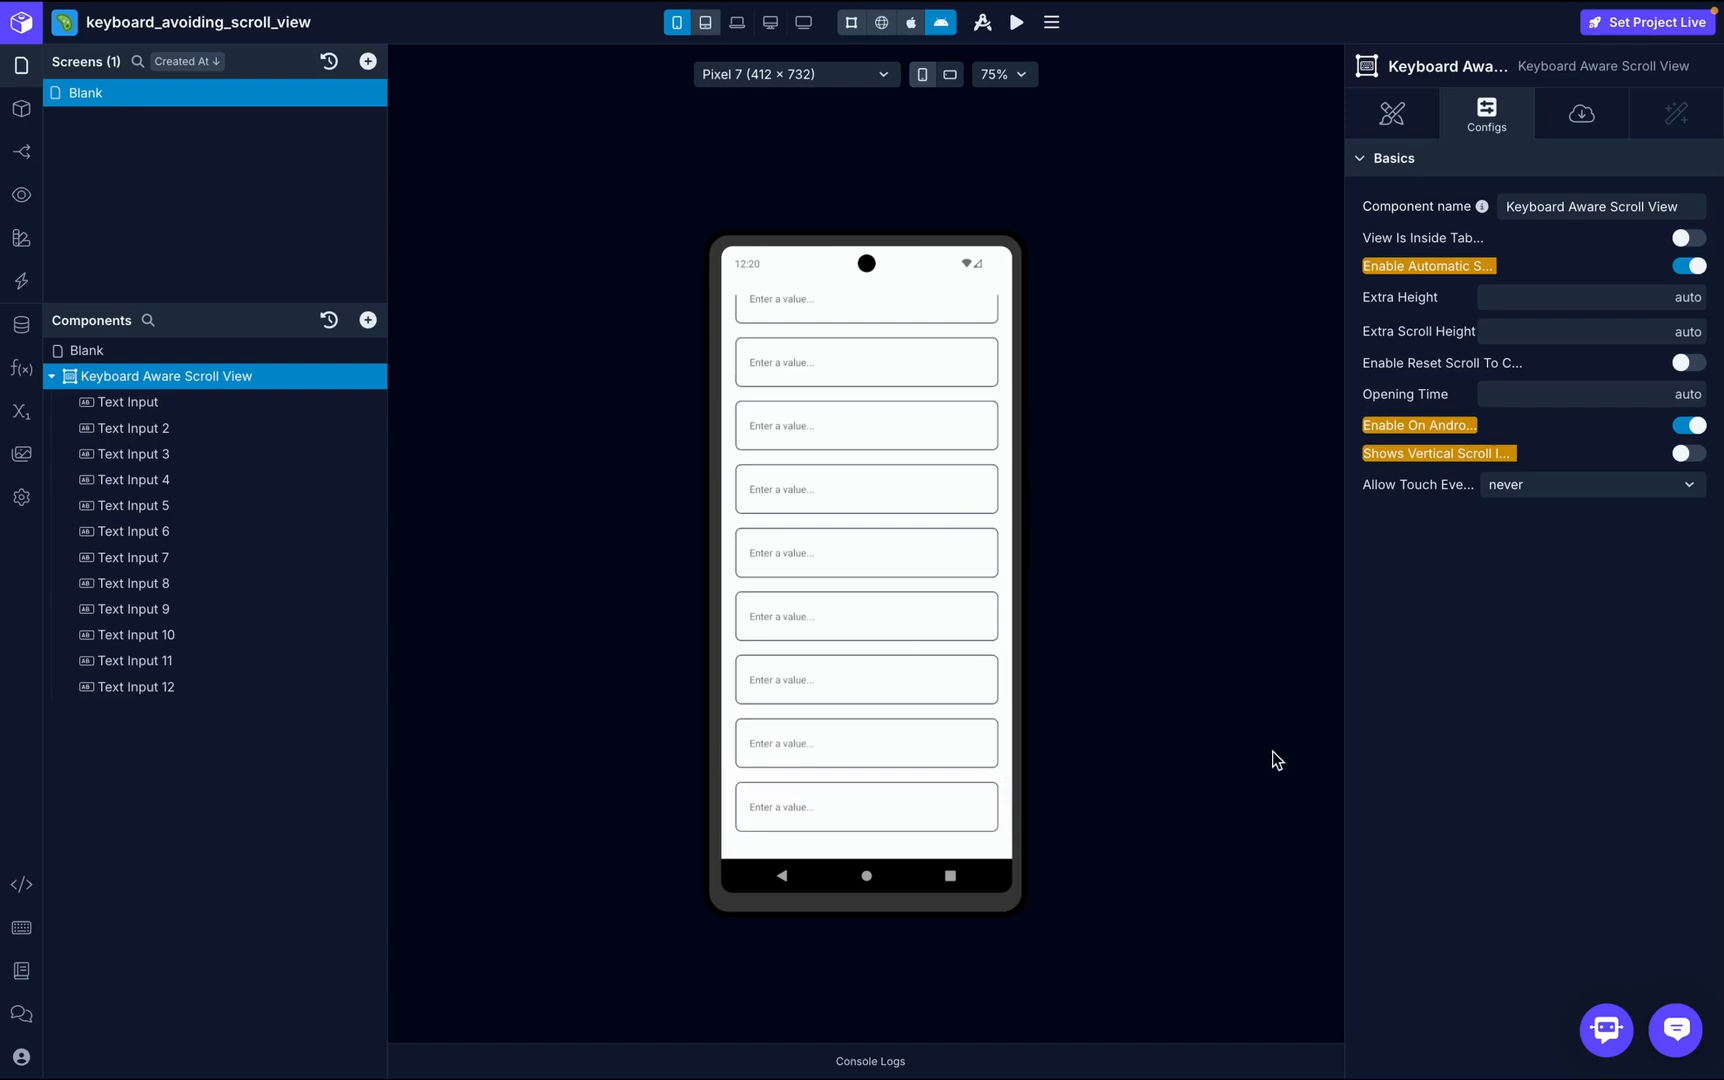 keyboard_avoiding_scroll_view
Set Project Live
Screens (1)
Created At ↓
Blank
Components
Blank
Keyboard Aware Scroll View
Text Input
Text Input 2
Text Input 3
Text Input 4
Text Input 5
Text Input 6
Text Input 7
Text Input 8
Text Input 9
Text Input 10
Text Input 11
Text Input 12
f(x)
X1
Pixel 7 (412 × 732)
75%
12:20
Enter a value...
Enter a value...
Enter a value...
Enter a value...
Enter a value...
Enter a value...
Enter a value...
Enter a value...
Enter a value...
Console Logs
Keyboard Awa... Keyboard Aware Scroll View
Configs
Basics
Component name Keyboard Aware Scroll View
View Is Inside Tab...
Enable Automatic S...
Extra Height auto
Extra Scroll Height auto
Enable Reset Scroll To C...
Opening Time auto
Enable On Andro...
Shows Vertical Scroll I...
Allow Touch Eve... never